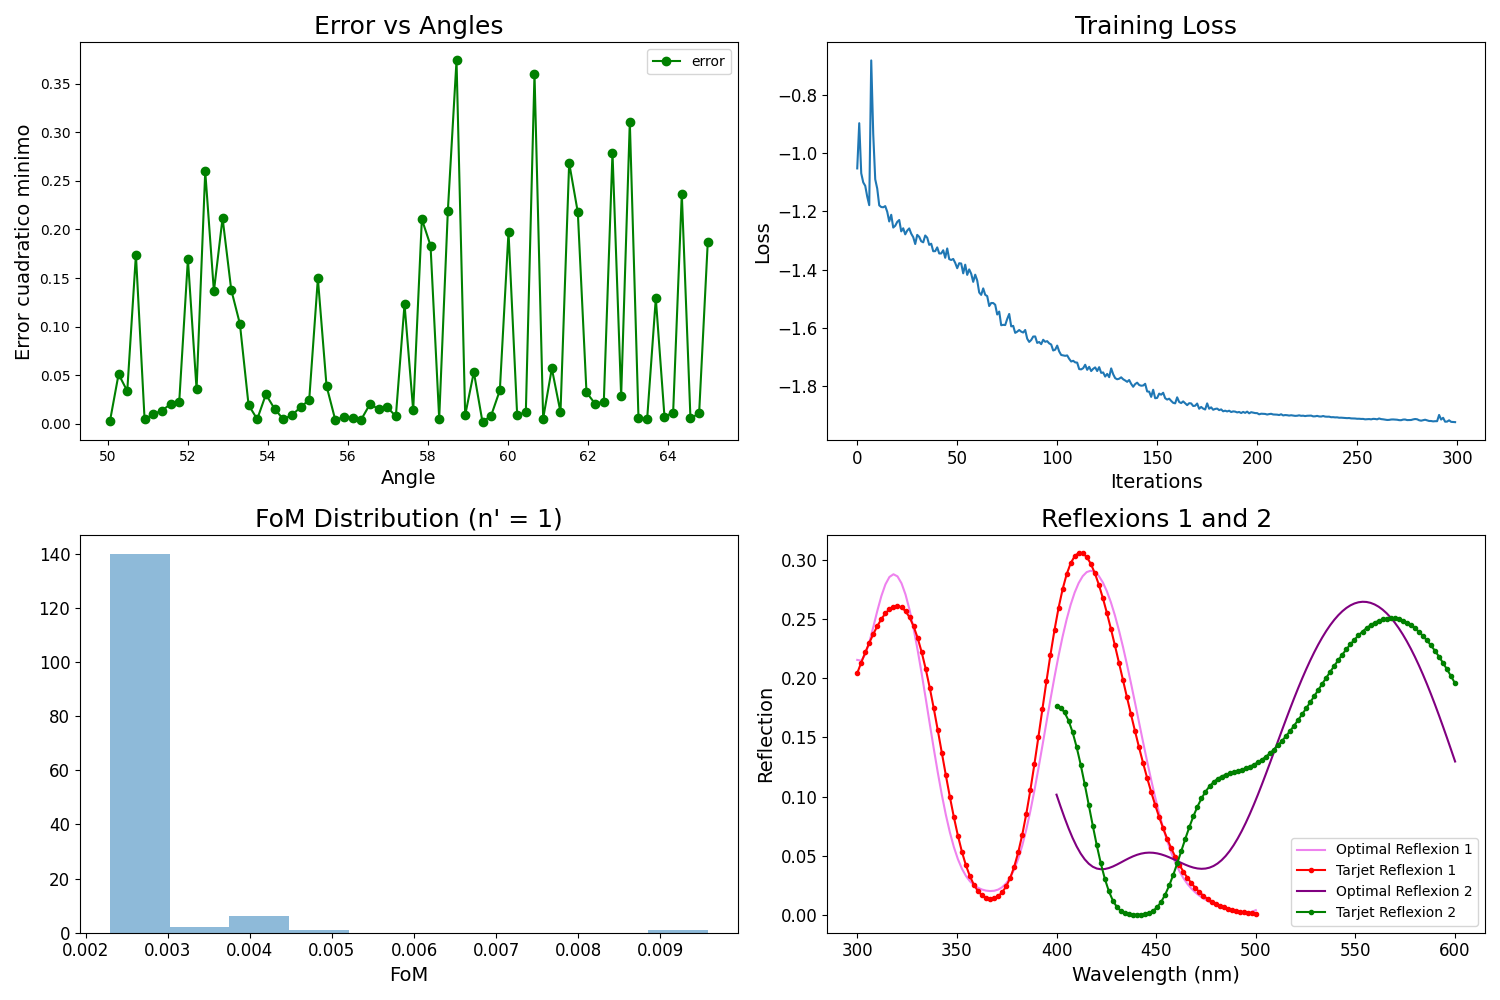 Error vs Angles
Error cuadratico minimo
0.35
0.30
0.25
0.20
0.15
0.10
0.05
0.00
error
50 52 54 56 58 60 62 64
Angle
Training Loss
Loss
−0.8
−1.0
−1.2
−1.4
−1.6
−1.8
0 50 100 150 200 250 300
Iterations
FoM Distribution (n' = 1)
140
120
100
80
60
40
20
0
0.002 0.003 0.004 0.005 0.006 0.007 0.008 0.009
FoM
Reflexions 1 and 2
Reflection
0.30
0.25
0.20
0.15
0.10
0.05
0.00
Optimal Reflexion 1
Tarjet Reflexion 1
Optimal Reflexion 2
Tarjet Reflexion 2
300 350 400 450 500 550 600
Wavelength (nm)